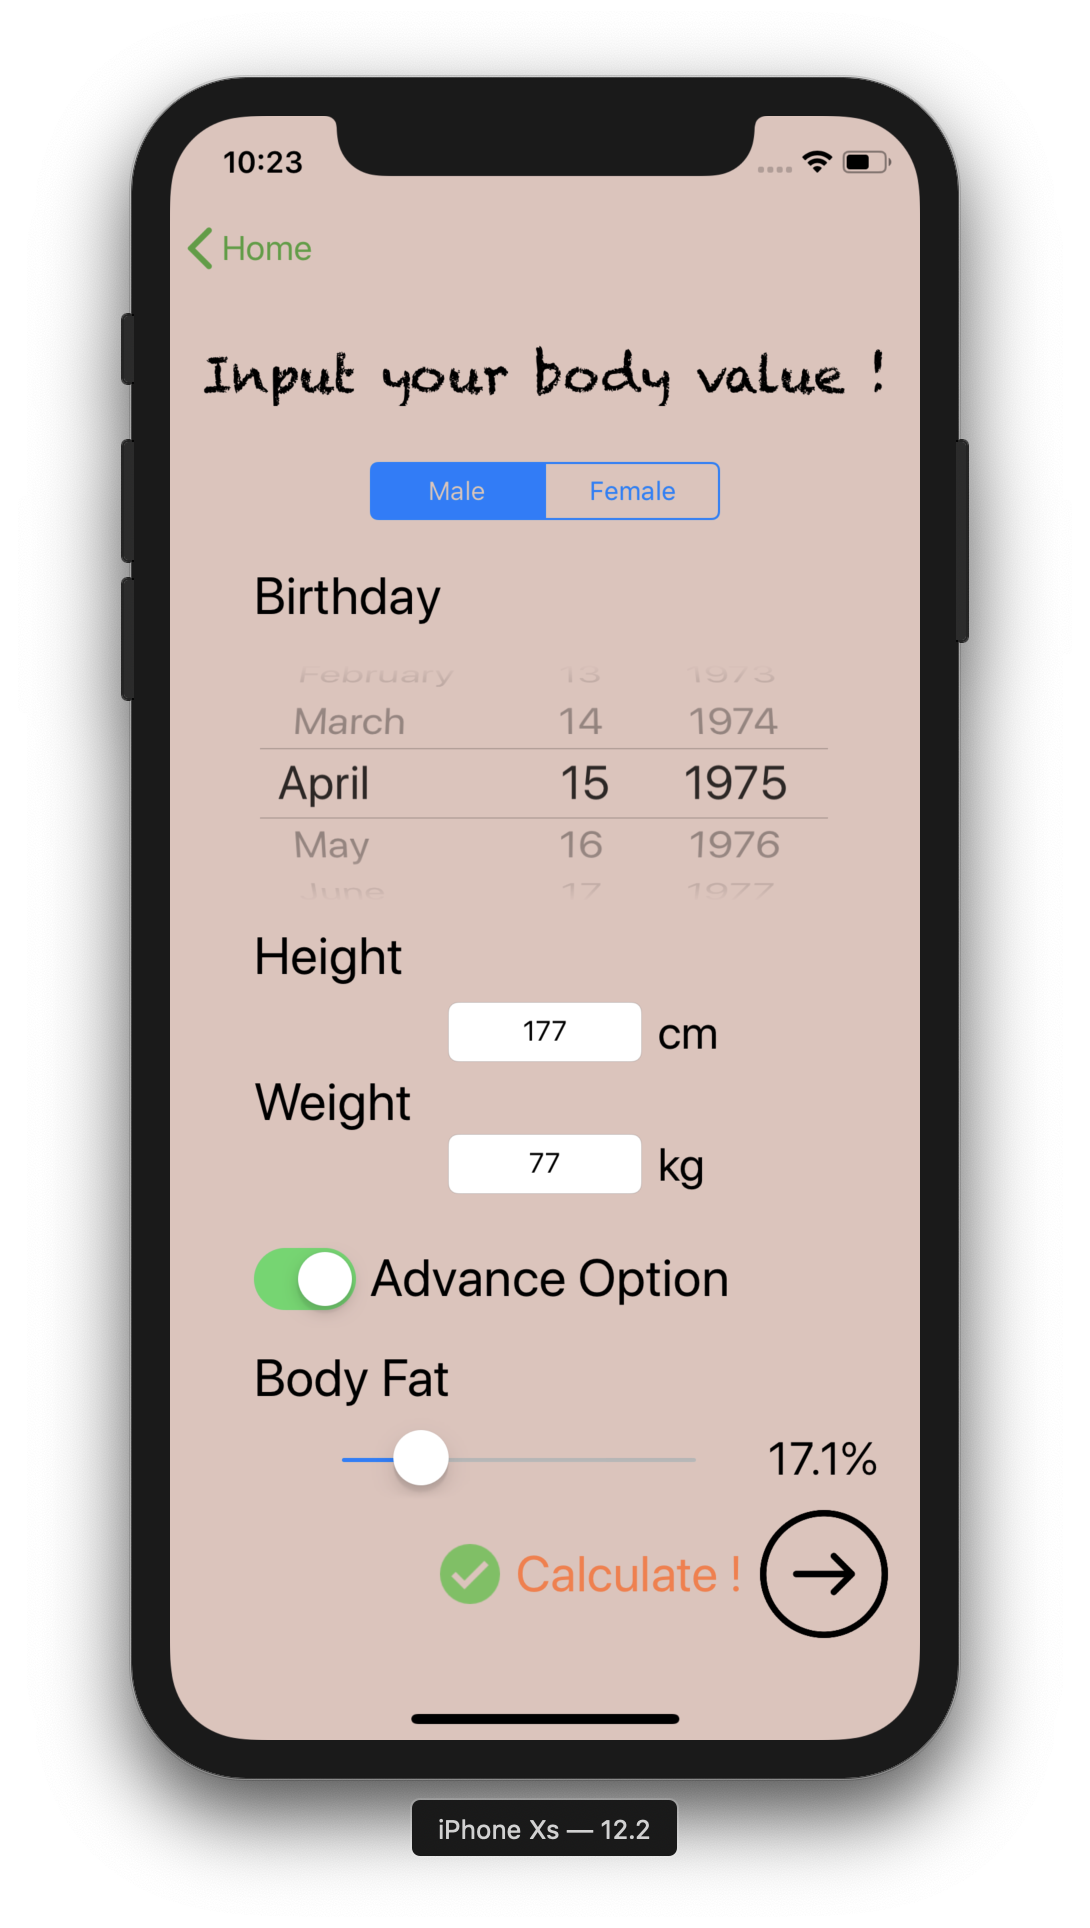 10:23
Home
Input your body value !
Male Female
Birthday
February 13 1973
March 14 1974
April 15 1975
May 16 1976
June 17 1977
Height
177 cm
Weight
77 kg
Advance Option
Body Fat
17.1%
Calculate !
iPhone Xs — 12.2